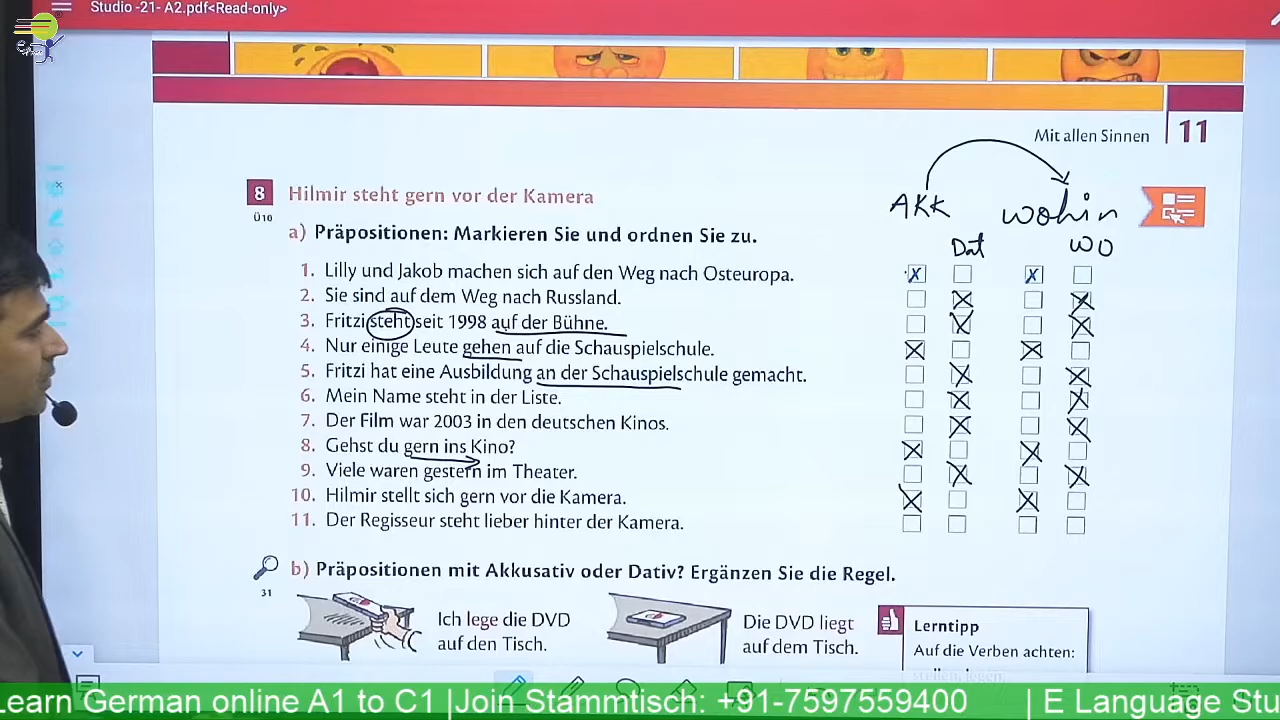 Studio -21- A2.pdf<Read-only>
Mit allen Sinnen 11
8 Hilmir steht gern vor der Kamera
Ü10
AKK wohin
Dat wo
a) Präpositionen: Markieren Sie und ordnen Sie zu.
1. Lilly und Jakob machen sich auf den Weg nach Osteuropa.
2. Sie sind auf dem Weg nach Russland.
3. Fritzi steht seit 1998 auf der Bühne.
4. Nur einige Leute gehen auf die Schauspielschule.
5. Fritzi hat eine Ausbildung an der Schauspielschule gemacht.
6. Mein Name steht in der Liste.
7. Der Film war 2003 in den deutschen Kinos.
8. Gehst du gern ins Kino?
9. Viele waren gestern im Theater.
10. Hilmir stellt sich gern vor die Kamera.
11. Der Regisseur steht lieber hinter der Kamera.
b) Präpositionen mit Akkusativ oder Dativ? Ergänzen Sie die Regel.
31
Ich lege die DVD
auf den Tisch.
Die DVD liegt
auf dem Tisch.
Lerntipp
Auf die Verben achten:
stellen, legen,
Learn German online A1 to C1 |Join Stammtisch: +91-7597559400 | E Language Stu